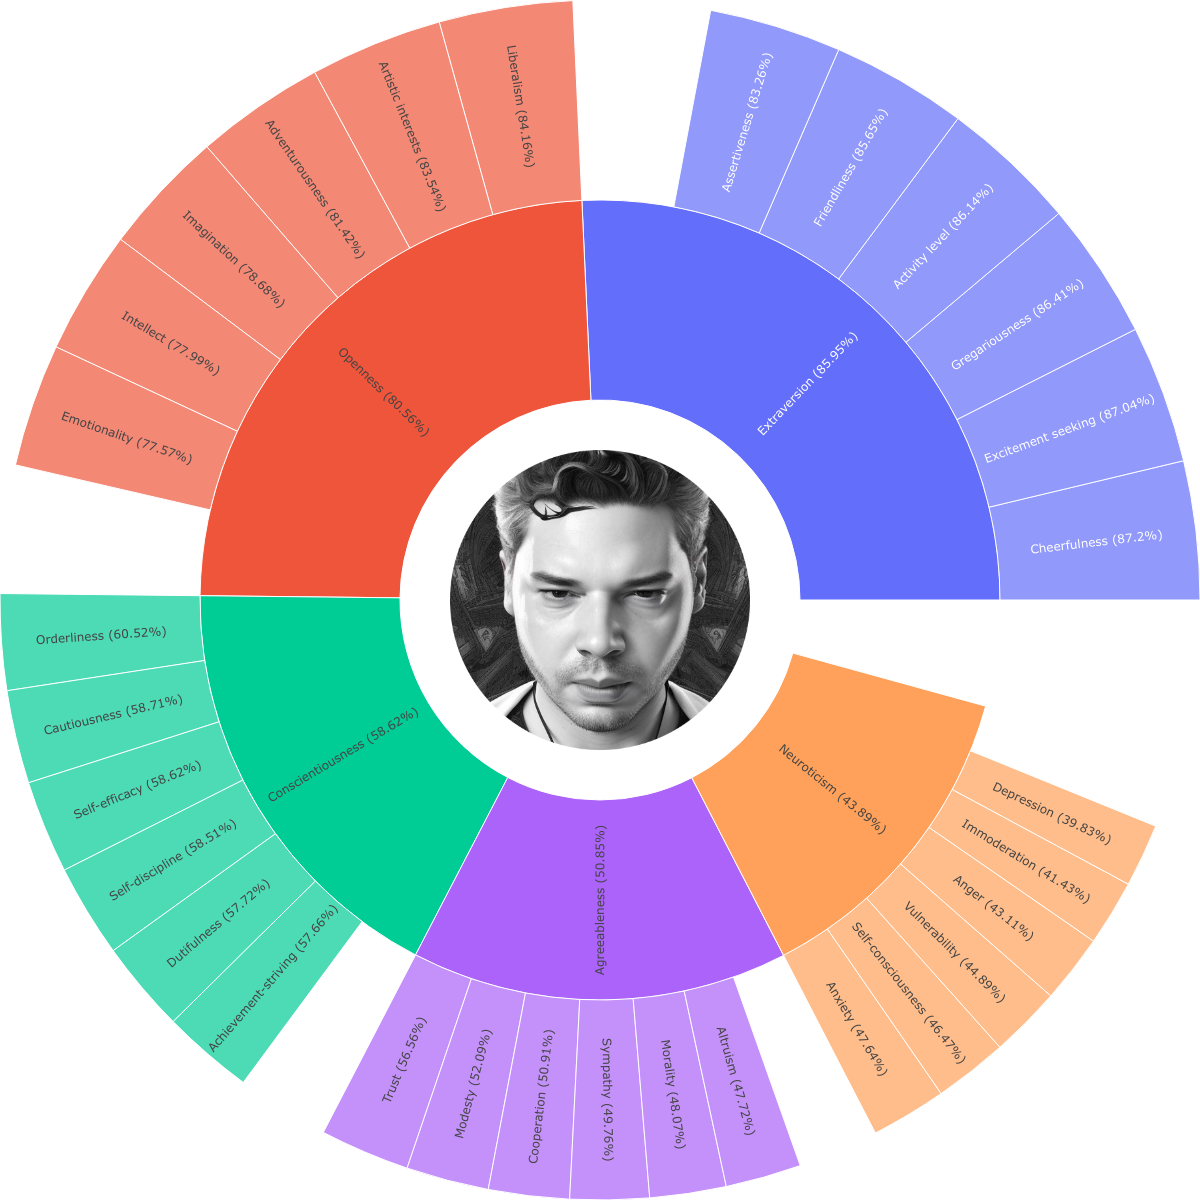 Liberalism (84.16%)
Artistic interests (83.54%)
Adventurousness (81.42%)
Imagination (78.68%)
Intellect (77.99%)
Emotionality (77.57%)
Openness (80.56%)
Assertiveness (83.26%)
Friendliness (85.65%)
Activity level (86.14%)
Gregariousness (86.41%)
Excitement seeking (87.04%)
Cheerfulness (87.2%)
Extraversion (85.95%)
Orderliness (60.52%)
Cautiousness (58.71%)
Self-efficacy (58.62%)
Self-discipline (58.51%)
Dutifulness (57.72%)
Achievement-striving (57.66%)
Conscientiousness (58.62%)
Agreeableness (50.85%)
Trust (56.56%)
Modesty (52.09%)
Cooperation (50.91%)
Sympathy (49.76%)
Morality (48.07%)
Altruism (47.72%)
Neuroticism (43.89%)
Depression (39.83%)
Immoderation (41.43%)
Anger (43.11%)
Vulnerability (44.89%)
Self-consciousness (46.47%)
Anxiety (47.64%)